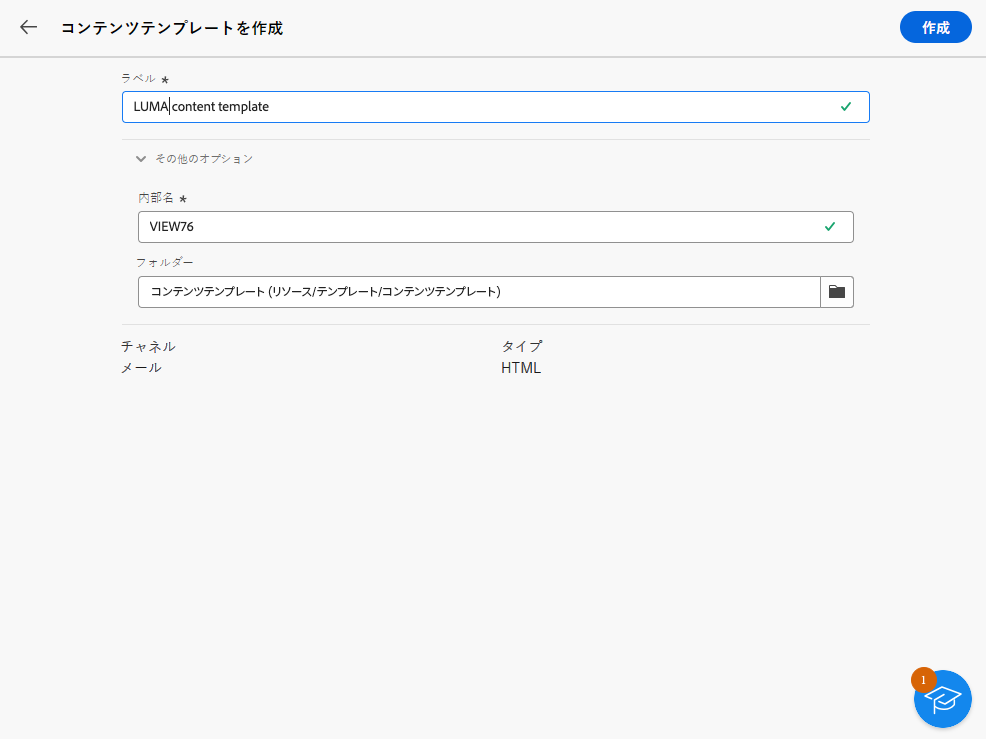 コンテンツテンプレートを作成
作成
ラベル *
LUMA content template
その他のオプション
内部名 *
VIEW76
フォルダー
コンテンツテンプレート (リソース/テンプレート/コンテンツテンプレート)
チャネル タイプ
メール HTML
1